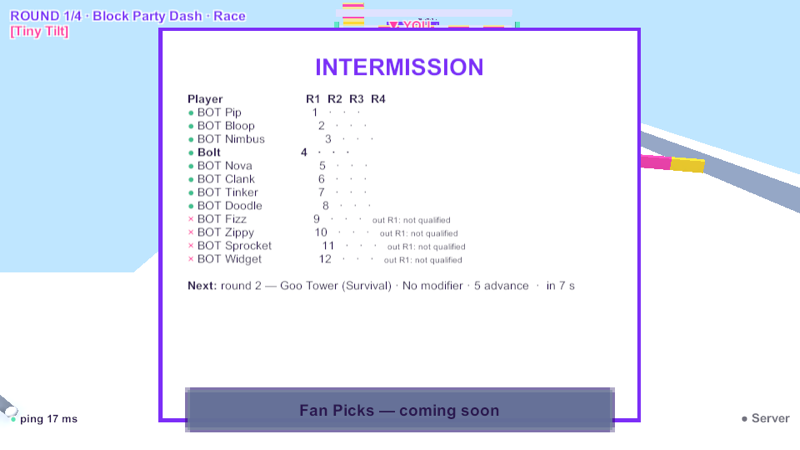 ROUND 1/4 · Block Party Dash · Race
[Tiny Tilt]
▼ YOU
INTERMISSION
Player R1 R2 R3 R4
● BOT Pip 1 · · ·
● BOT Bloop 2 · · ·
● BOT Nimbus 3 · · ·
● Bolt 4 · · ·
● BOT Nova 5 · · ·
● BOT Clank 6 · · ·
● BOT Tinker 7 · · ·
● BOT Doodle 8 · · ·
× BOT Fizz 9 · · · out R1: not qualified
× BOT Zippy 10 · · · out R1: not qualified
× BOT Sprocket 11 · · · out R1: not qualified
× BOT Widget 12 · · · out R1: not qualified
Next: round 2 — Goo Tower (Survival) · No modifier · 5 advance · in 7 s
Fan Picks — coming soon
● ping 17 ms
● Server